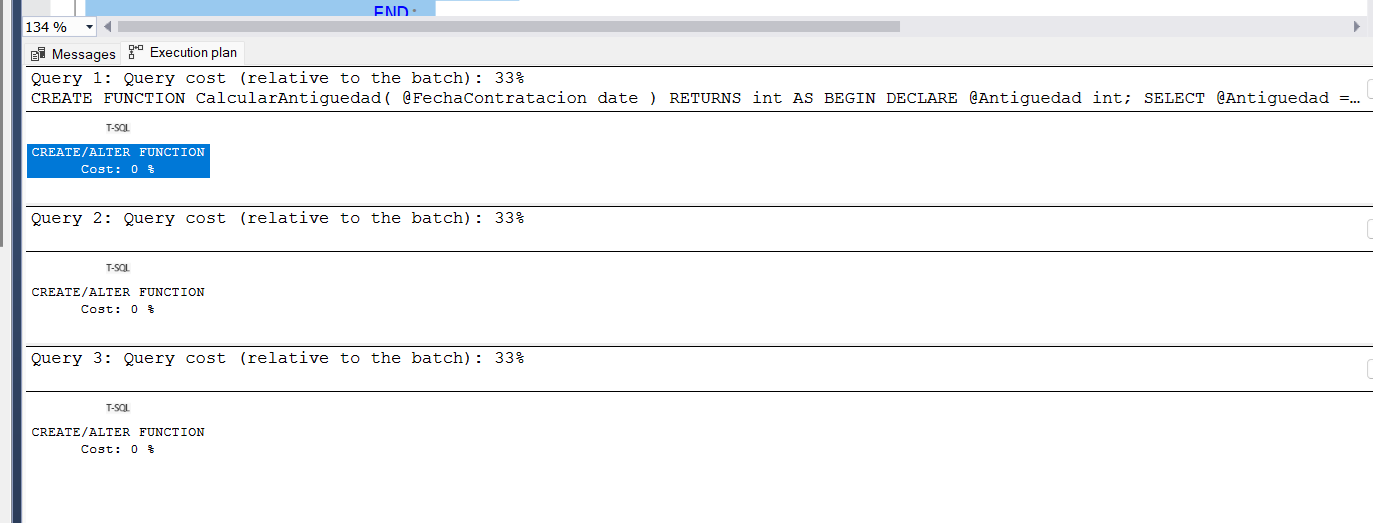 END;
134 %
Messages Execution plan
Query 1: Query cost (relative to the batch): 33%
CREATE FUNCTION CalcularAntiguedad( @FechaContratacion date ) RETURNS int AS BEGIN DECLARE @Antiguedad int; SELECT @Antiguedad =…
T-SQL
CREATE/ALTER FUNCTION
Cost: 0 %
Query 2: Query cost (relative to the batch): 33%
T-SQL
CREATE/ALTER FUNCTION
Cost: 0 %
Query 3: Query cost (relative to the batch): 33%
T-SQL
CREATE/ALTER FUNCTION
Cost: 0 %